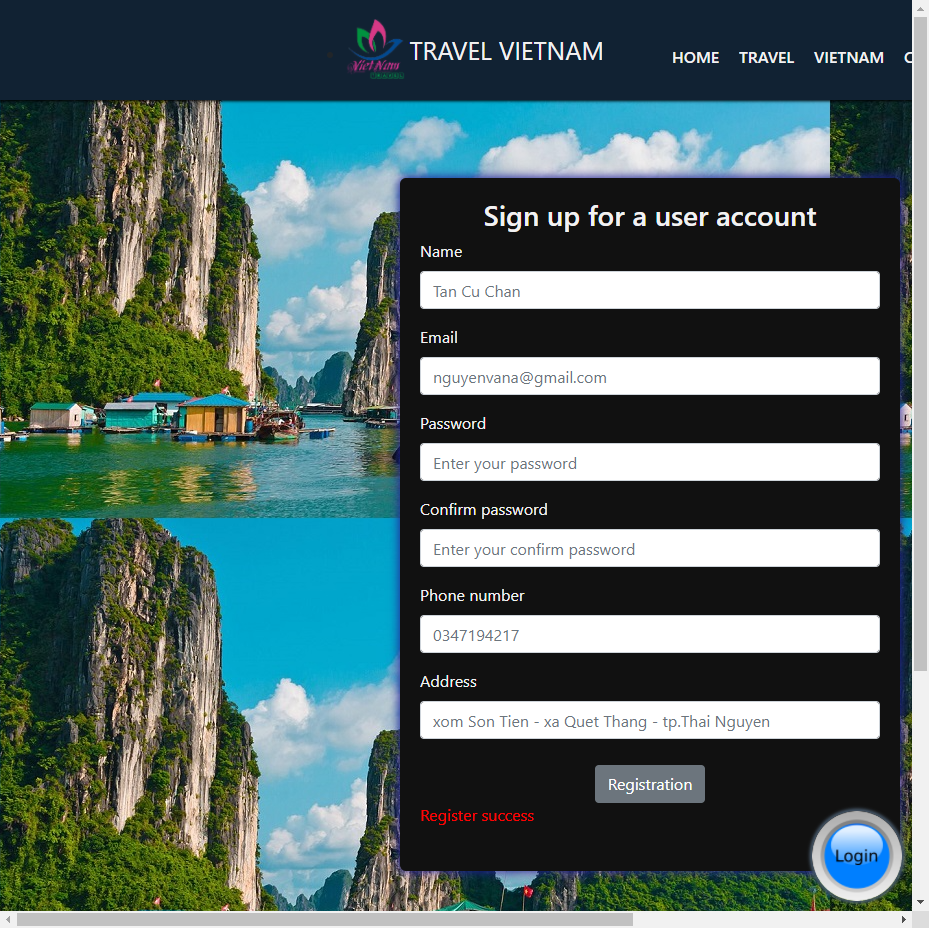 Viet Nam
TRAVEL VIETNAM
HOME TRAVEL VIETNAM
Sign up for a user account
Name
Tan Cu Chan
Email
nguyenvana@gmail.com
Password
Enter your password
Confirm password
Enter your confirm password
Phone number
0347194217
Address
xom Son Tien - xa Quet Thang - tp.Thai Nguyen
Registration
Register success
Login